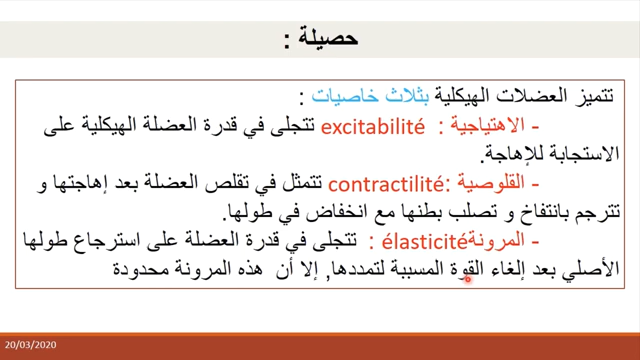 حصيلة :
تتميز العضلات الهيكلية بثلاث خاصيات :
- الاهتياجية : excitabilité تتجلى في قدرة العضلة الهيكلية على
الاستجابة للإهاجة.
- القلوصية :contractilité تتمثل في تقلص العضلة بعد إهاجتها و
تترجم بانتفاخ و تصلب بطنها مع انخفاض في طولها.
- المرونة élasticité : تتجلى في قدرة العضلة على استرجاع طولها
الأصلي بعد إلغاء القوة المسببة لتمددها, إلا أن هذه المرونة محدودة
20/03/2020